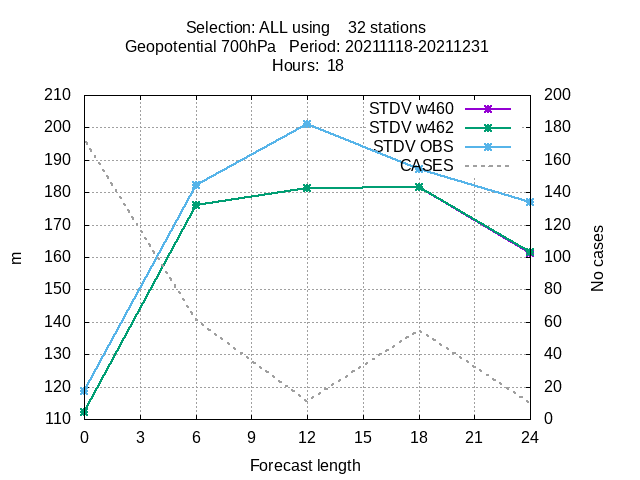 Selection: ALL using    32 stations
Geopotential 700hPa   Period: 20211118-20211231
Hours:  18
210 200
STDV w460
200 180
STDV w462
STDV OBS
190 160
CASES
180 140
170 120
160 100
m
No cases
150 80
140 60
130 40
120 20
110 0
0 3 6 9 12 15 18 21 24
Forecast length